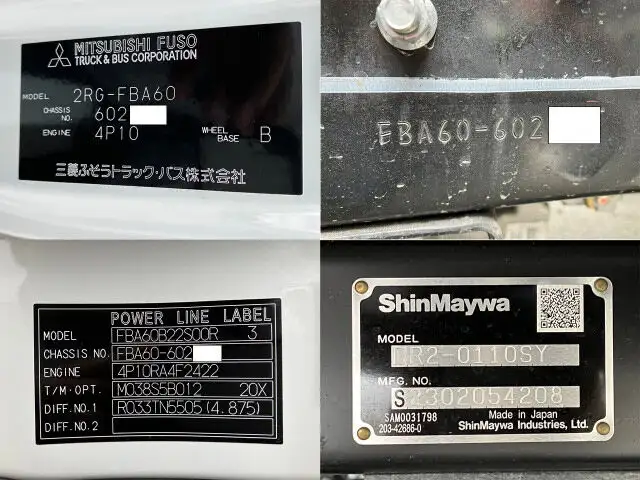 MITSUBISHI FUSO
TRUCK & BUS CORPORATION
MODEL 2RG-FBA60
CHASSIS NO. 602
ENGINE 4P10 WHEEL BASE B
三菱ふそうトラック・バス株式会社
FBA60-602
POWER LINE LABEL
MODEL FBA60B22S00R 3
CHASSIS NO. FBA60-602
ENGINE 4P10RA4F2422
T/M・OPT. M038S5B012 20X
DIFF. NO.1 R033TN5505 (4.875)
DIFF. NO.2
ShinMaywa
MODEL
DR2-0110SY
MFG. NO.
S2302054208
SAM0031798 Made in Japan
203-42686-0 ShinMaywa Industries, Ltd.